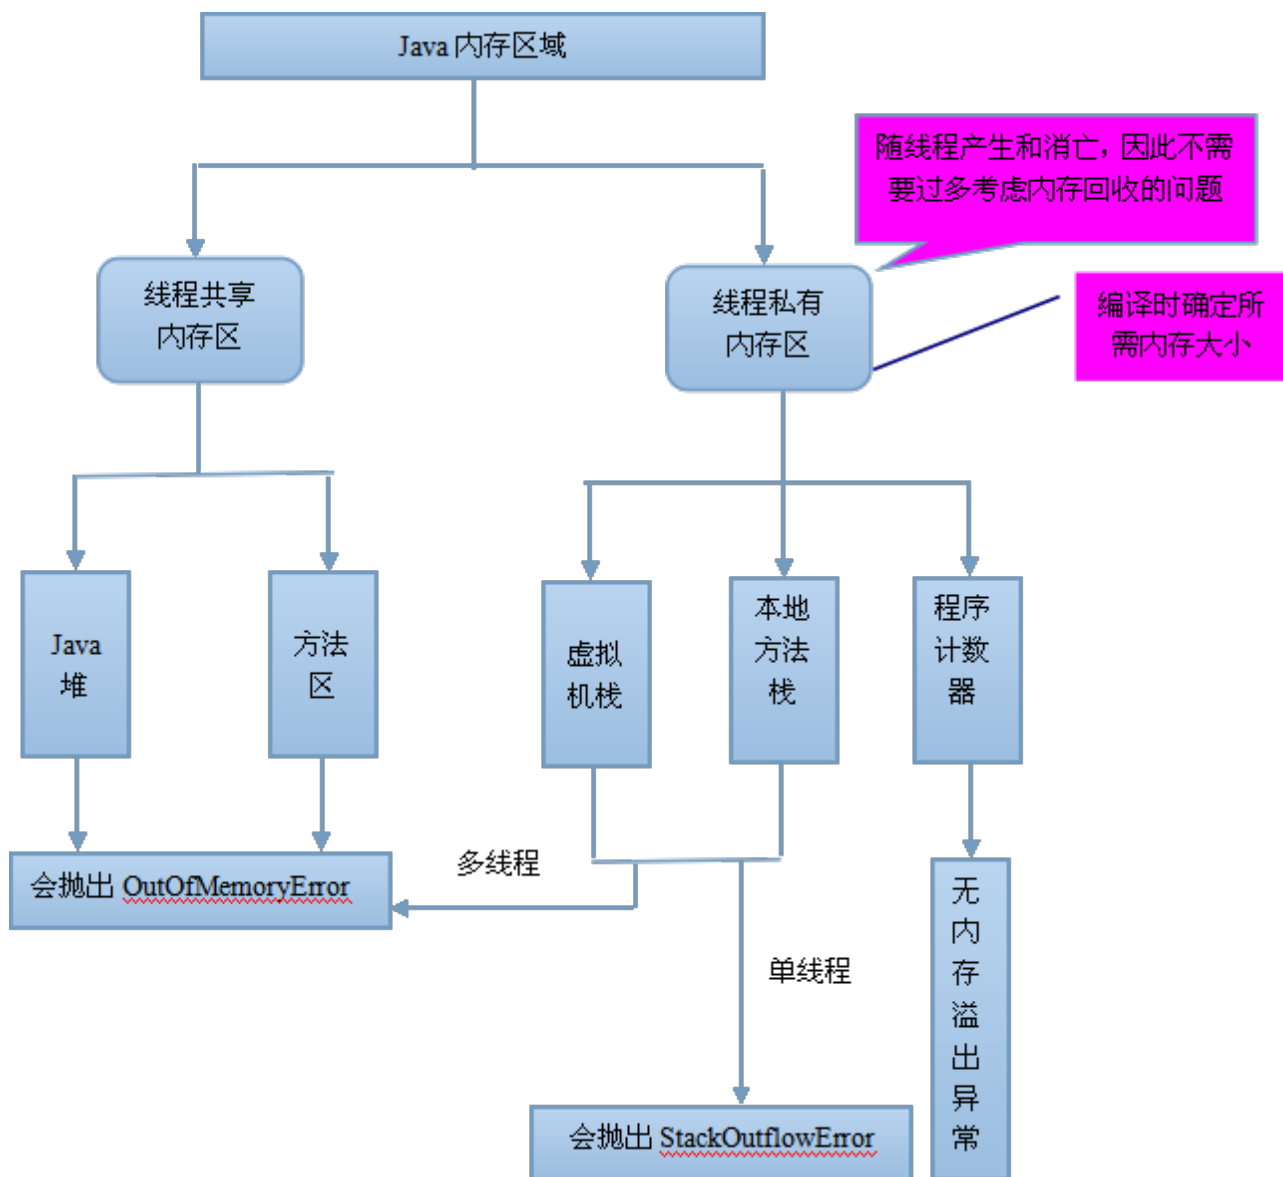 Java 内存区域
随线程产生和消亡，因此不需
要过多考虑内存回收的问题
线程共享
内存区
线程私有
内存区
编译时确定所
需内存大小
Java
堆
方法
区
虚拟
机栈
本地
方法
栈
程序
计数
器
多线程
会抛出 OutOfMemoryError
单线程
无
内
存
溢
出
异
常
会抛出 StackOutflowError